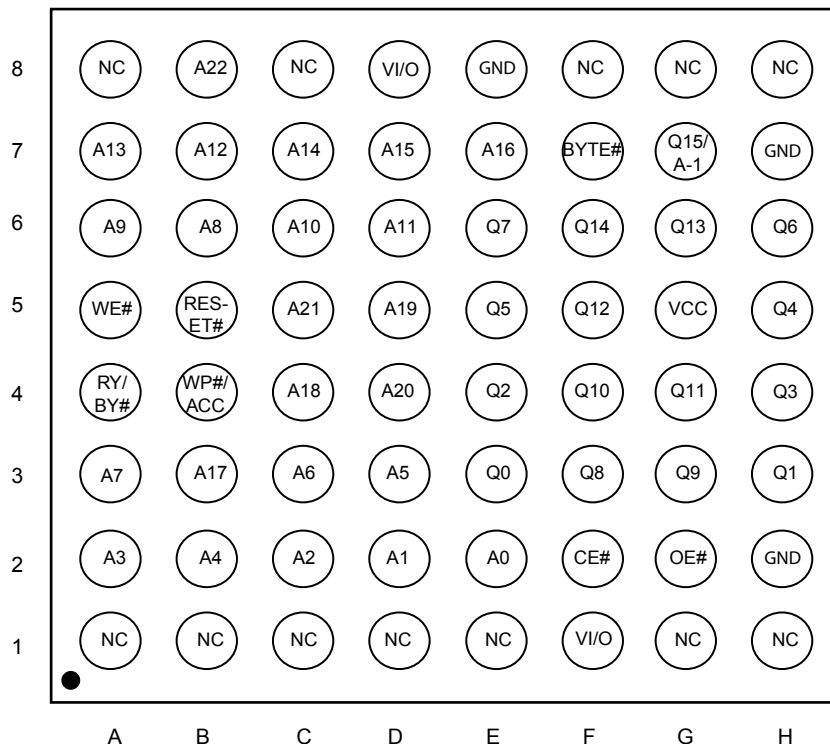 8 NC A22 NC VI/O GND NC NC NC
7 A13 A12 A14 A15 A16 BYTE# Q15/A-1 GND
6 A9 A8 A10 A11 Q7 Q14 Q13 Q6
5 WE# RES-ET# A21 A19 Q5 Q12 VCC Q4
4 RY/BY# WP#/ACC A18 A20 Q2 Q10 Q11 Q3
3 A7 A17 A6 A5 Q0 Q8 Q9 Q1
2 A3 A4 A2 A1 A0 CE# OE# GND
1 NC NC NC NC NC VI/O NC NC
A B C D E F G H